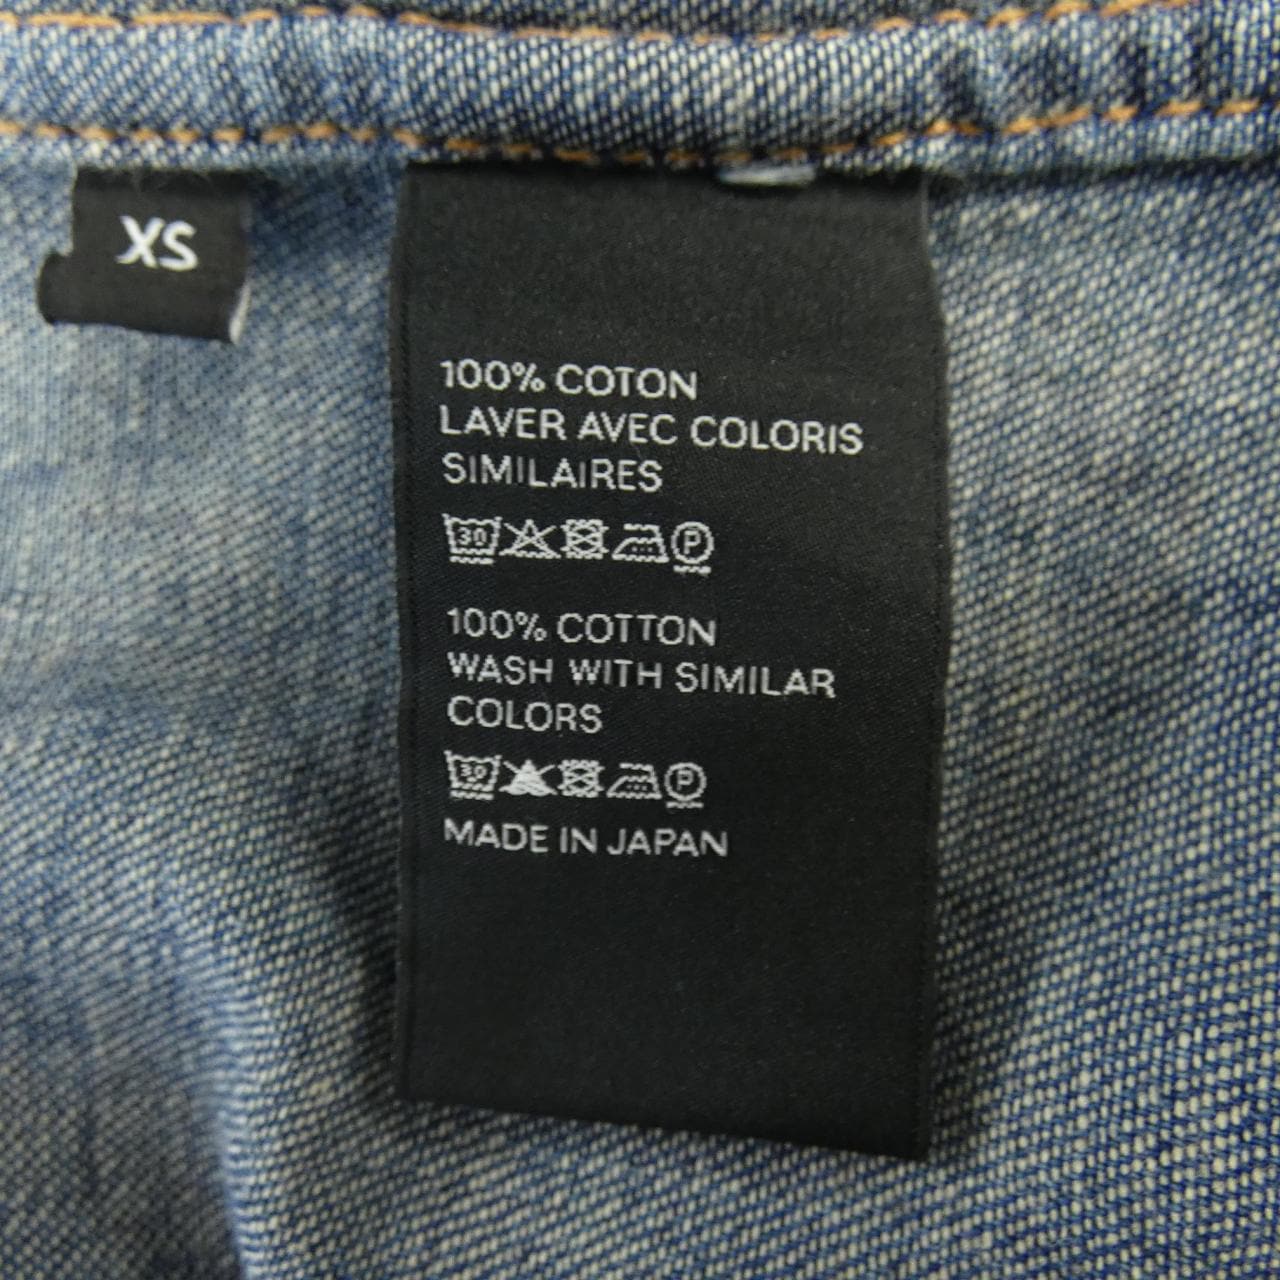 XS
100% COTON
LAVER AVEC COLORIS
SIMILAIRES
30 P
100% COTTON
WASH WITH SIMILAR
COLORS
30 P
MADE IN JAPAN